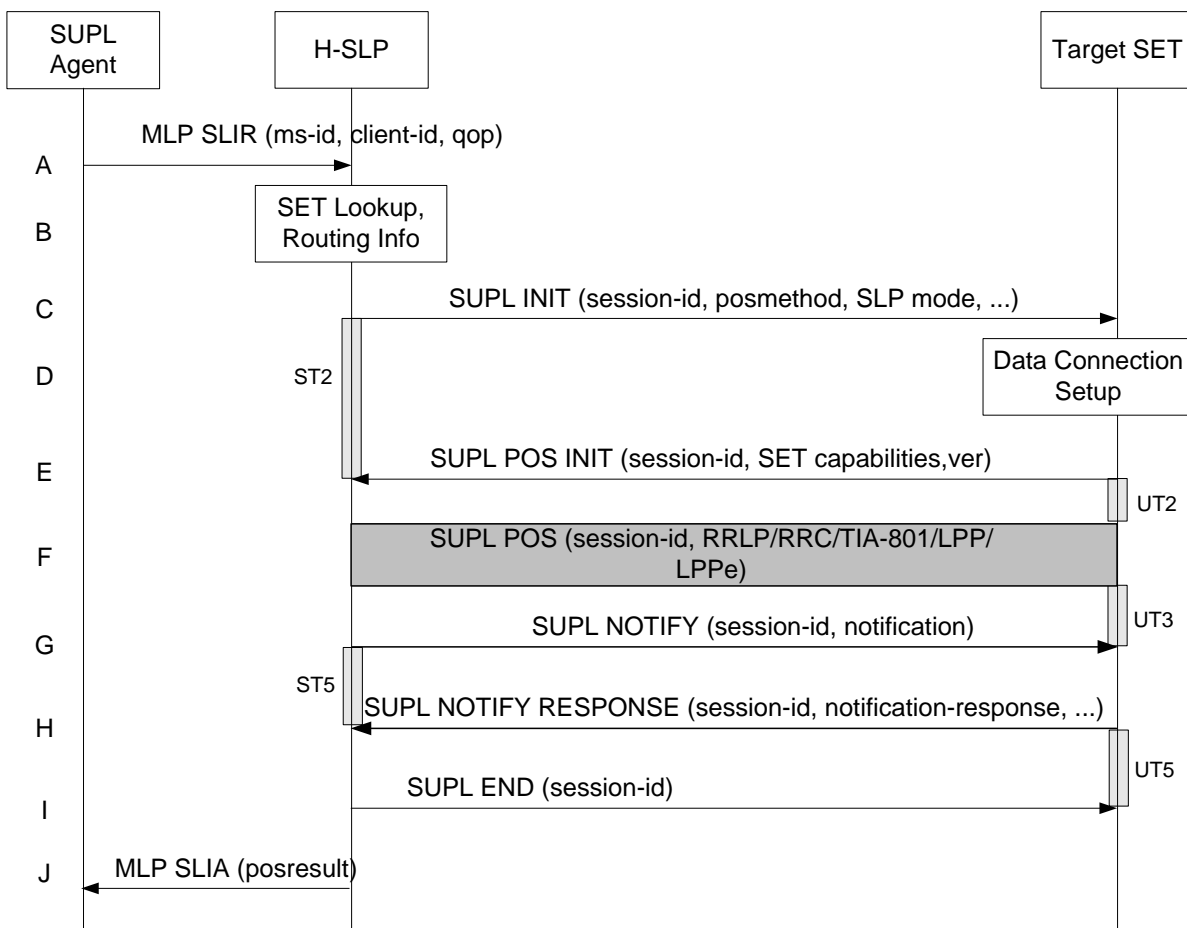 SUPL
Agent
H-SLP
Target SET
MLP SLIR (ms-id, client-id, qop)
A
SET Lookup,
Routing Info
B
SUPL INIT (session-id, posmethod, SLP mode, ...)
C
Data Connection
Setup
D
ST2
SUPL POS INIT (session-id, SET capabilities,ver)
E
UT2
SUPL POS (session-id, RRLP/RRC/TIA-801/LPP/
LPPe)
F
SUPL NOTIFY (session-id, notification)
UT3
G
ST5
SUPL NOTIFY RESPONSE (session-id, notification-response, ...)
H
UT5
SUPL END (session-id)
I
MLP SLIA (posresult)
J